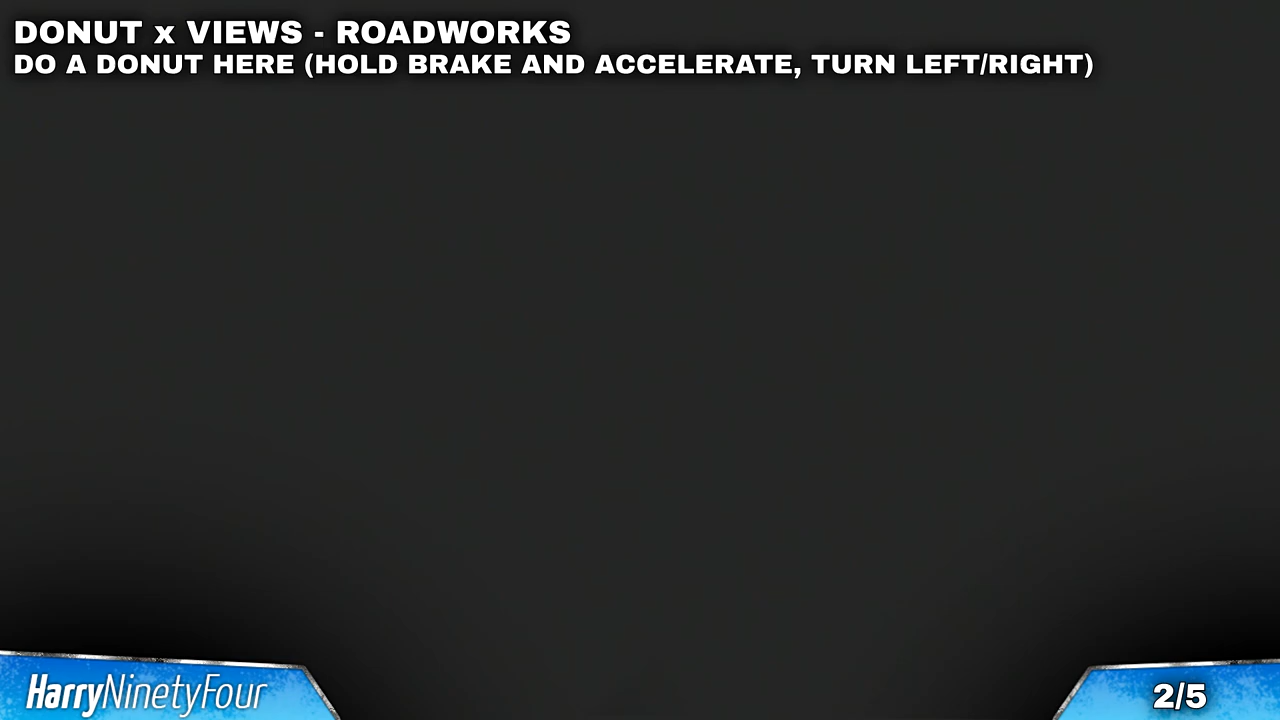 DONUT x VIEWS - ROADWORKS
DO A DONUT HERE (HOLD BRAKE AND ACCELERATE, TURN LEFT/RIGHT)
HarryNinetyFour
2/5